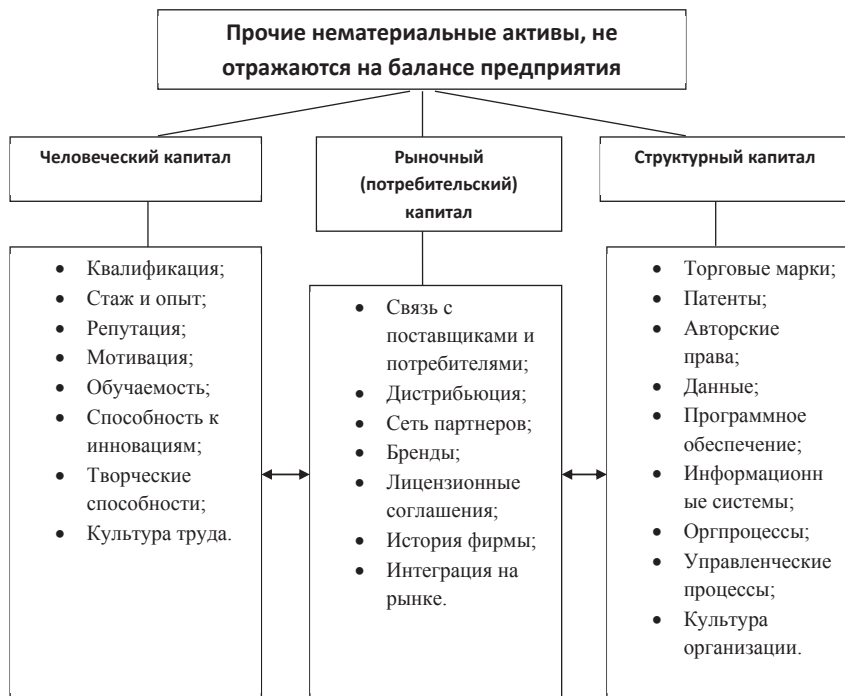 Прочие нематериальные активы, не
отражаются на балансе предприятия
Человеческий капитал
Рыночный
(потребительский)
капитал
Структурный капитал
• Квалификация;
• Стаж и опыт;
• Репутация;
• Мотивация;
• Обучаемость;
• Способность к
инновациям;
• Творческие
способности;
• Культура труда.
• Связь с
поставщиками и
потребителями;
• Дистрибьюция;
• Сеть партнеров;
• Бренды;
• Лицензионные
соглашения;
• История фирмы;
• Интеграция на
рынке.
• Торговые марки;
• Патенты;
• Авторские
права;
• Данные;
• Программное
обеспечение;
• Информационн
ые системы;
• Оргпроцессы;
• Управленческие
процессы;
• Культура
организации.